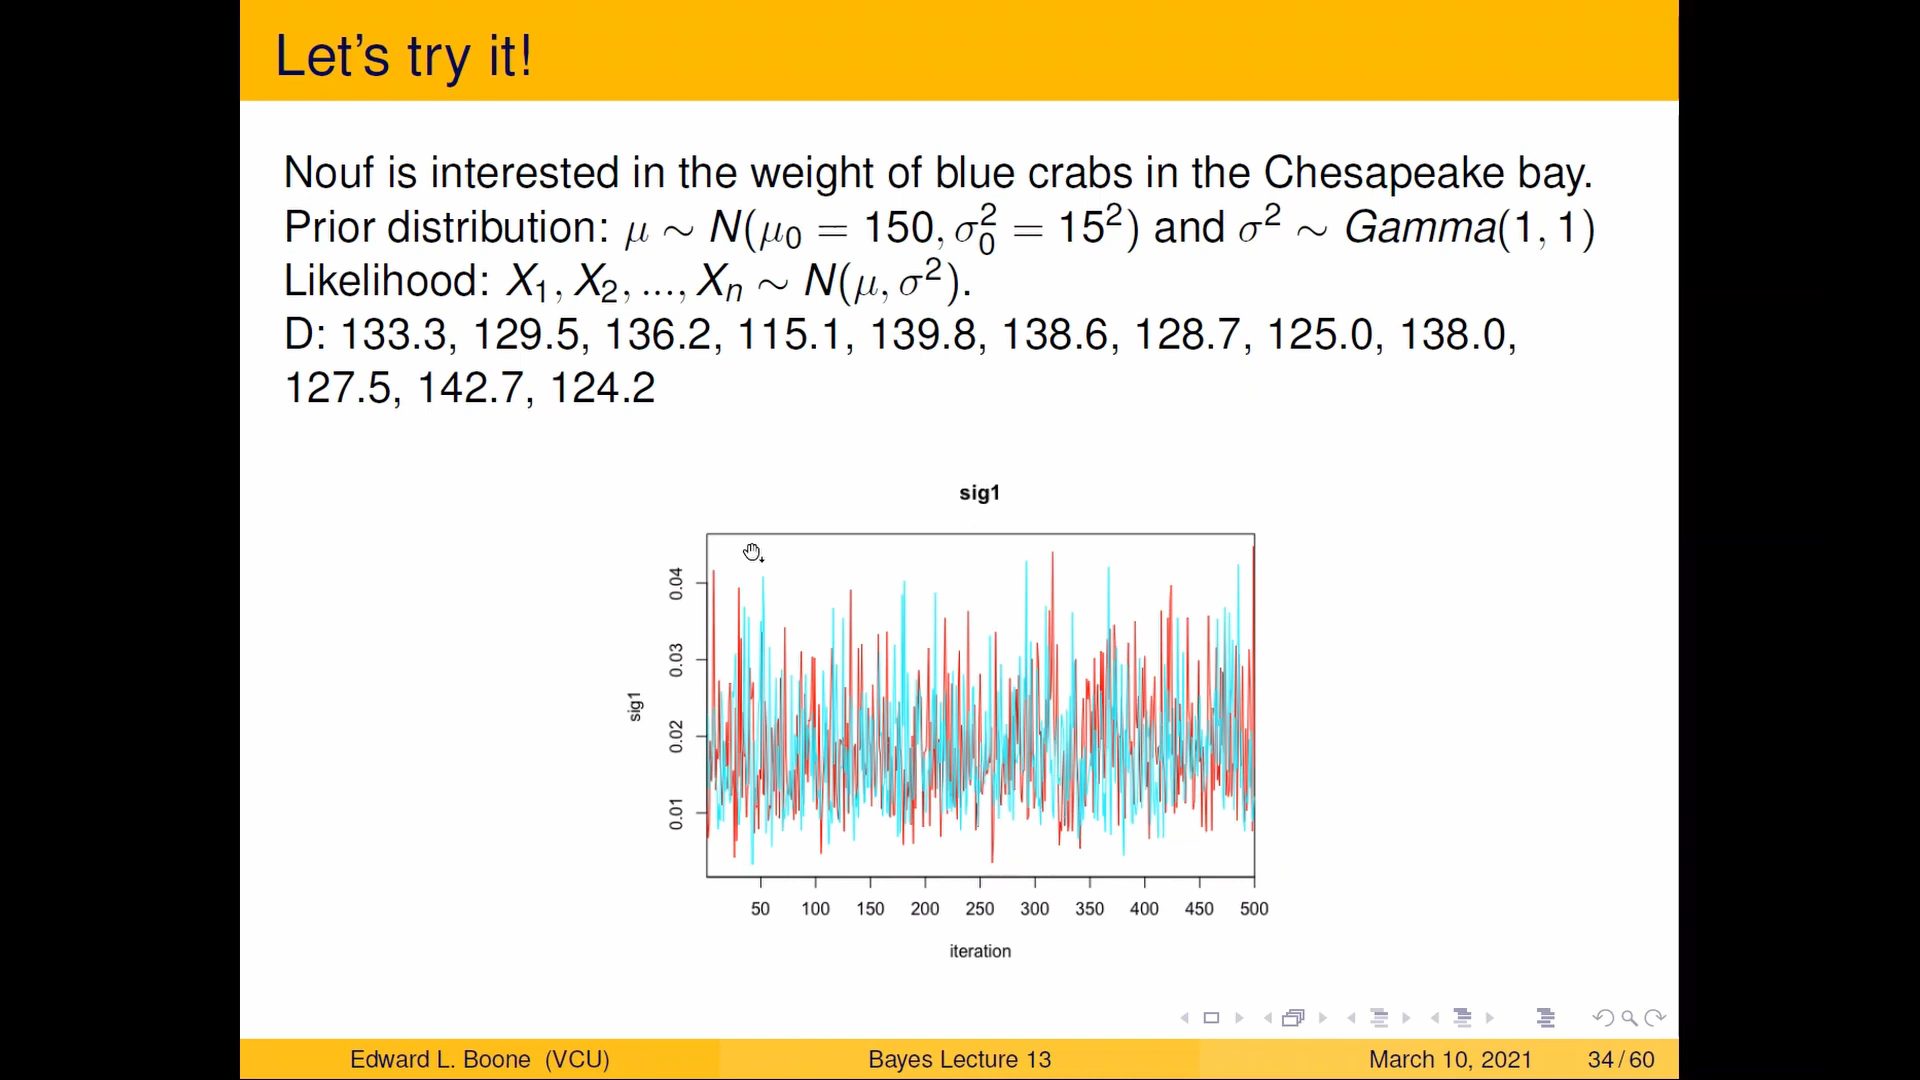 Let's try it!
Nouf is interested in the weight of blue crabs in the Chesapeake bay.
Prior distribution: μ ~ N(μ₀ = 150, σ₀² = 15²) and σ² ~ Gamma(1, 1)
Likelihood: X₁, X₂, ..., Xₙ ~ N(μ, σ²).
D: 133.3, 129.5, 136.2, 115.1, 139.8, 138.6, 128.7, 125.0, 138.0,
127.5, 142.7, 124.2
sig1
sig1
0.04
0.03
0.02
0.01
50 100 150 200 250 300 350 400 450 500
iteration
Edward L. Boone (VCU) Bayes Lecture 13 March 10, 2021 34 / 60